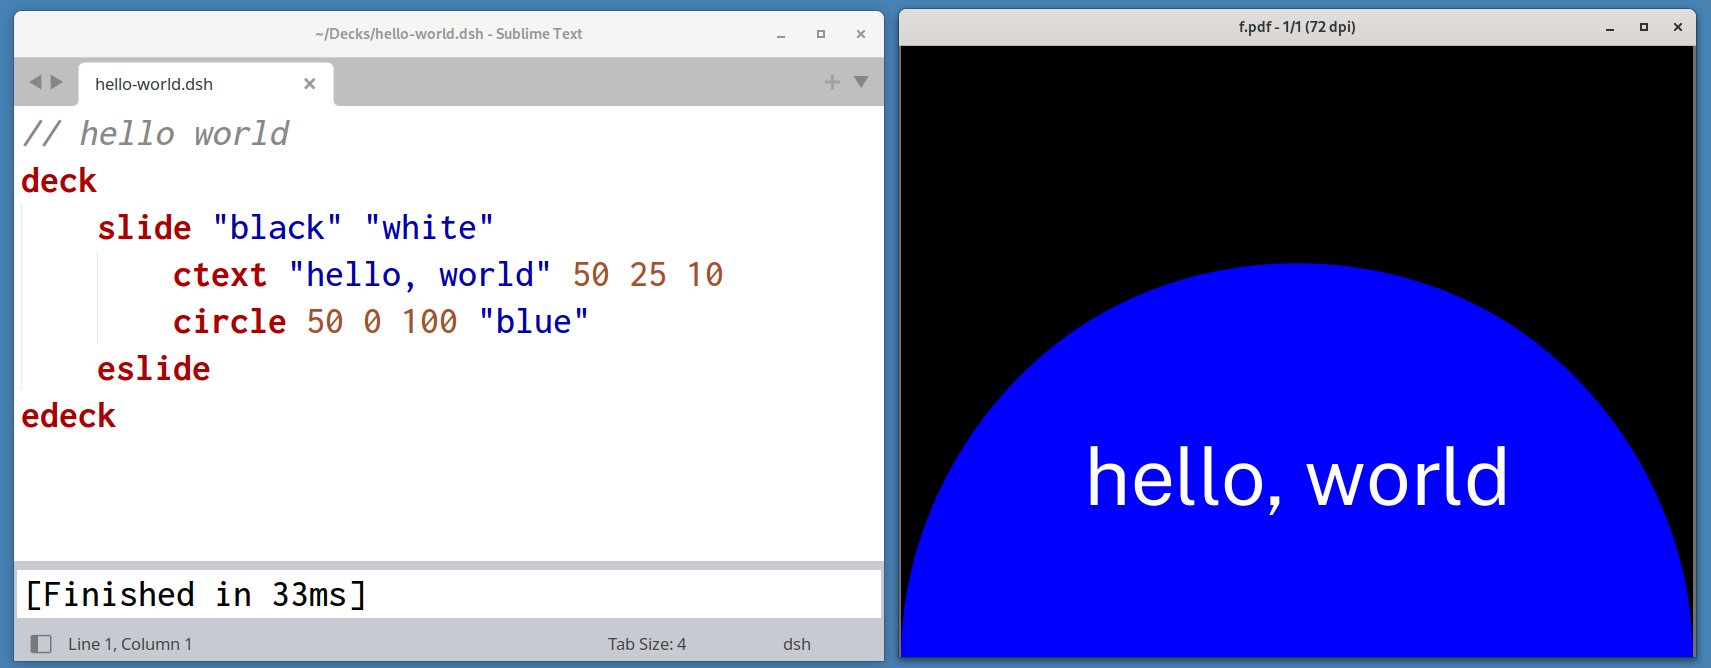 ~/Decks/hello-world.dsh - Sublime Text
hello-world.dsh
// hello world
deck
slide "black" "white"
ctext "hello, world" 50 25 10
circle 50 0 100 "blue"
eslide
edeck
[Finished in 33ms]
Line 1, Column 1
Tab Size: 4
dsh
f.pdf - 1/1 (72 dpi)
hello, world